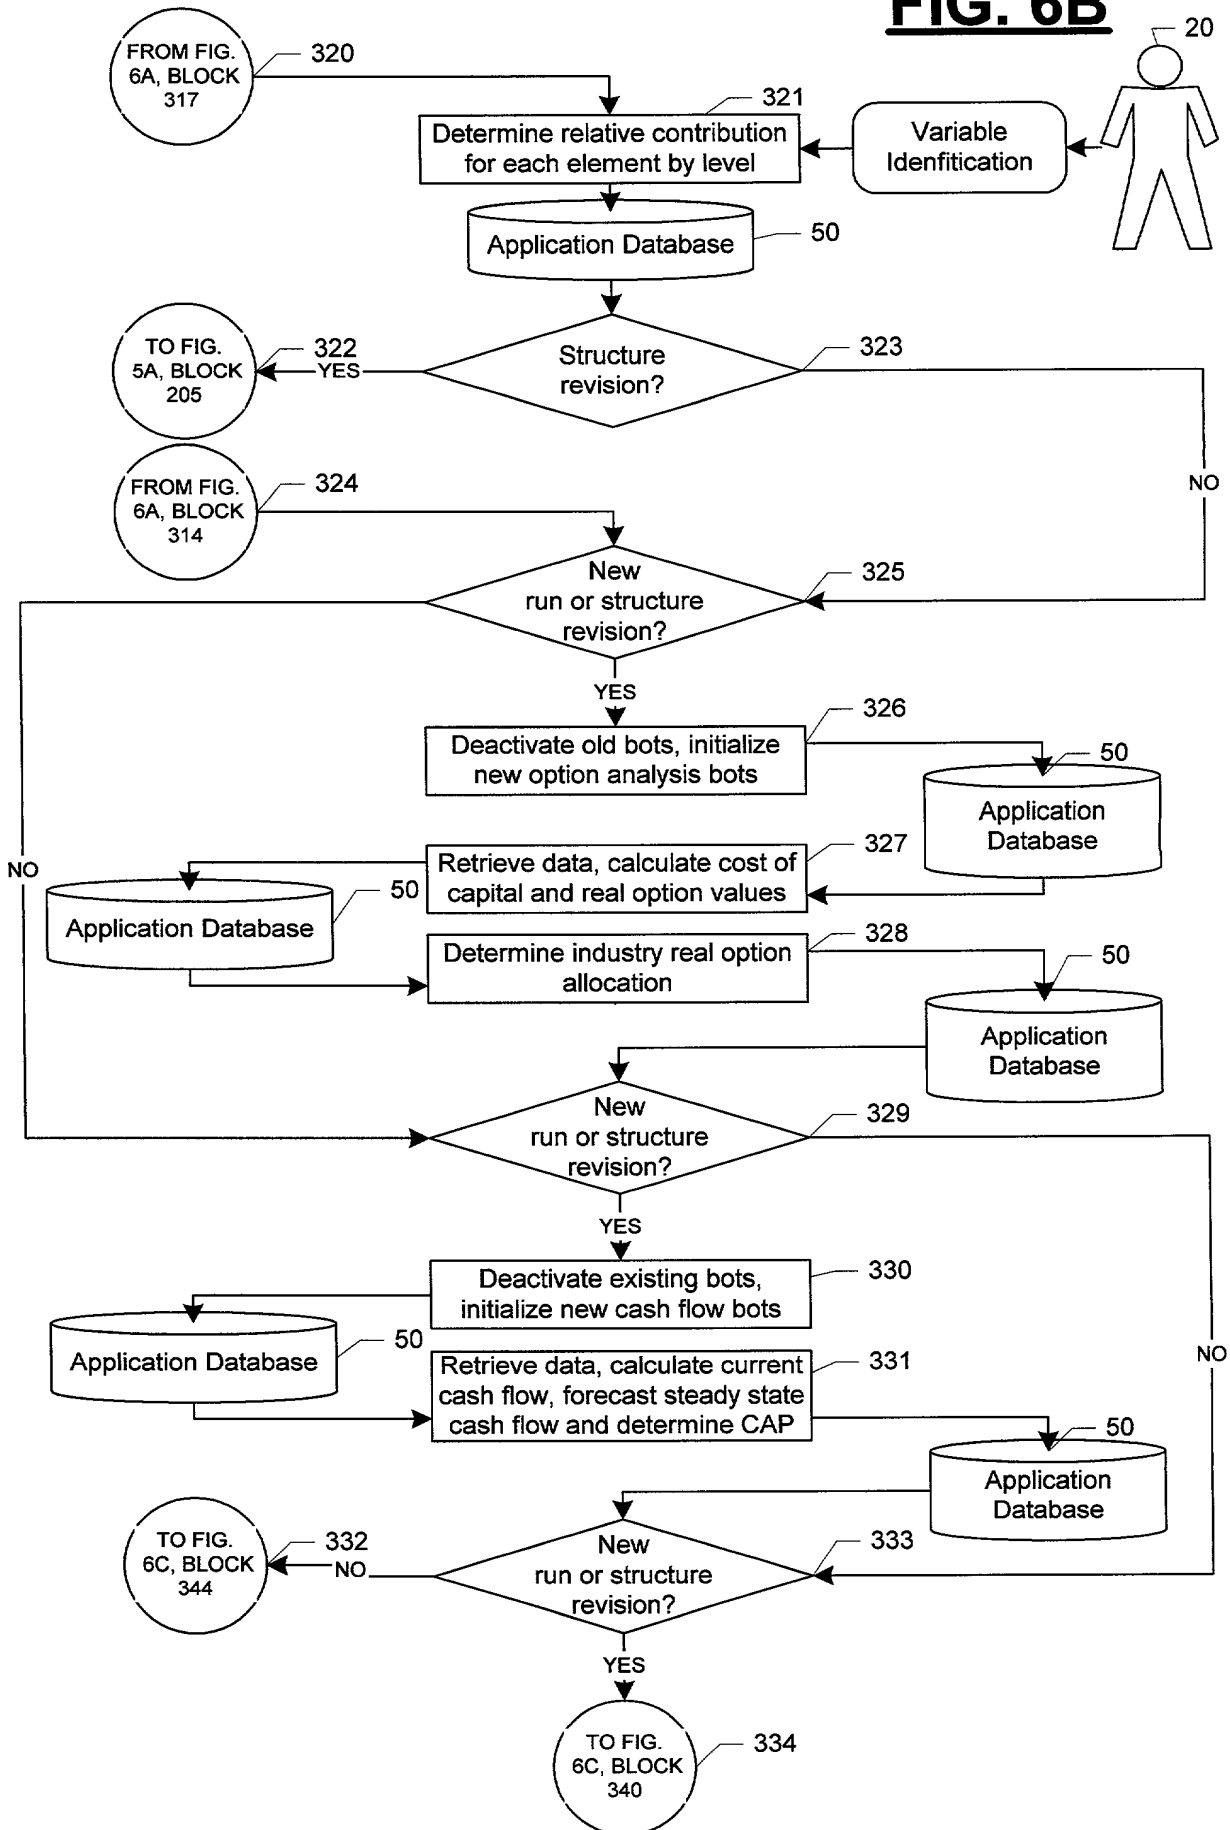 FIG. 6B
20
FROM FIG.
6A, BLOCK
317
320
321
Determine relative contribution
for each element by level
Variable
Idenfitication
Application Database
50
TO FIG.
5A, BLOCK
205
322
YES
Structure
revision?
323
NO
FROM FIG.
6A, BLOCK
314
324
New
run or structure
revision?
325
YES
326
Deactivate old bots, initialize
new option analysis bots
50
Application
Database
NO
Retrieve data, calculate cost of
capital and real option values
327
Application Database
50
Determine industry real option
allocation
328
50
Application
Database
New
run or structure
revision?
329
YES
Deactivate existing bots,
initialize new cash flow bots
330
Application Database
50
Retrieve data, calculate current
cash flow, forecast steady state
cash flow and determine CAP
331
NO
50
Application
Database
TO FIG.
6C, BLOCK
344
332
NO
New
run or structure
revision?
333
YES
TO FIG.
6C, BLOCK
340
334